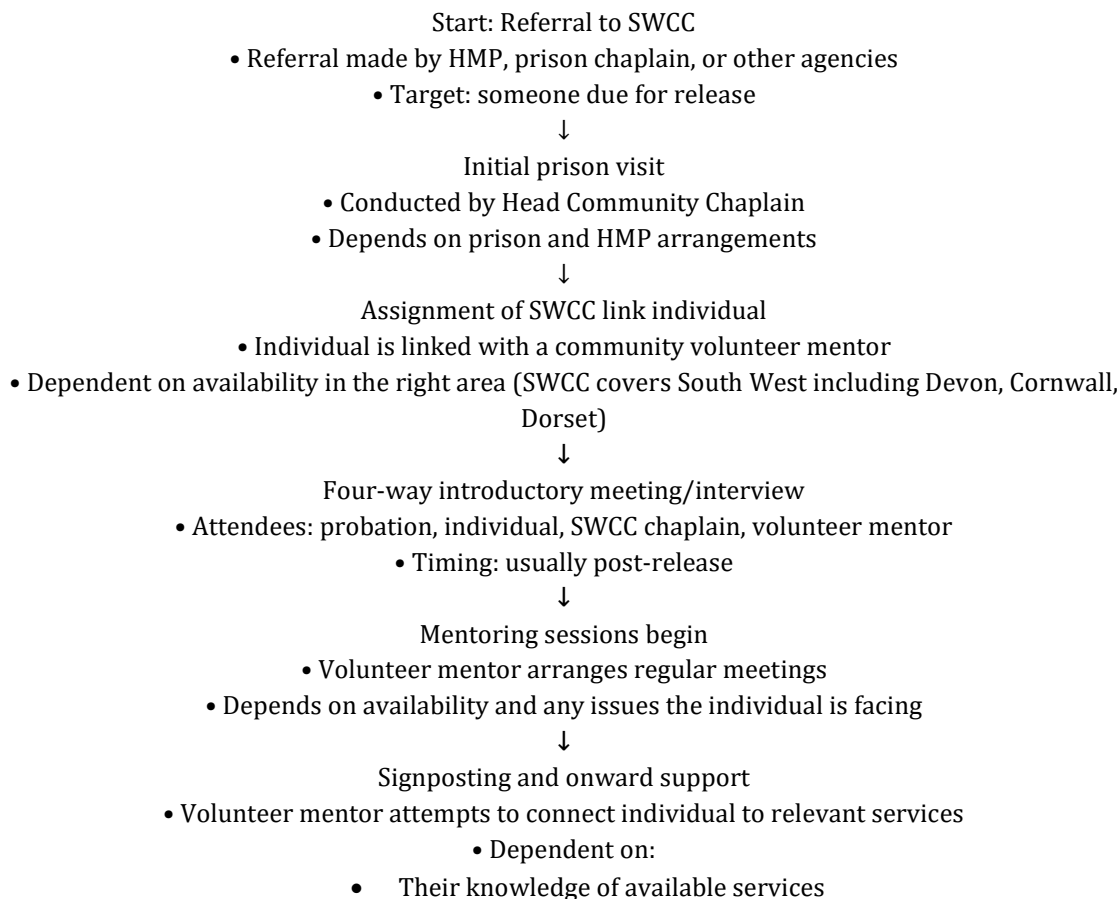 Start: Referral to SWCC
• Referral made by HMP, prison chaplain, or other agencies
• Target: someone due for release
↓
Initial prison visit
• Conducted by Head Community Chaplain
• Depends on prison and HMP arrangements
↓
Assignment of SWCC link individual
• Individual is linked with a community volunteer mentor
• Dependent on availability in the right area (SWCC covers South West including Devon, Cornwall,
Dorset)
↓
Four-way introductory meeting/interview
• Attendees: probation, individual, SWCC chaplain, volunteer mentor
• Timing: usually post-release
↓
Mentoring sessions begin
• Volunteer mentor arranges regular meetings
• Depends on availability and any issues the individual is facing
↓
Signposting and onward support
• Volunteer mentor attempts to connect individual to relevant services
• Dependent on:
• Their knowledge of available services